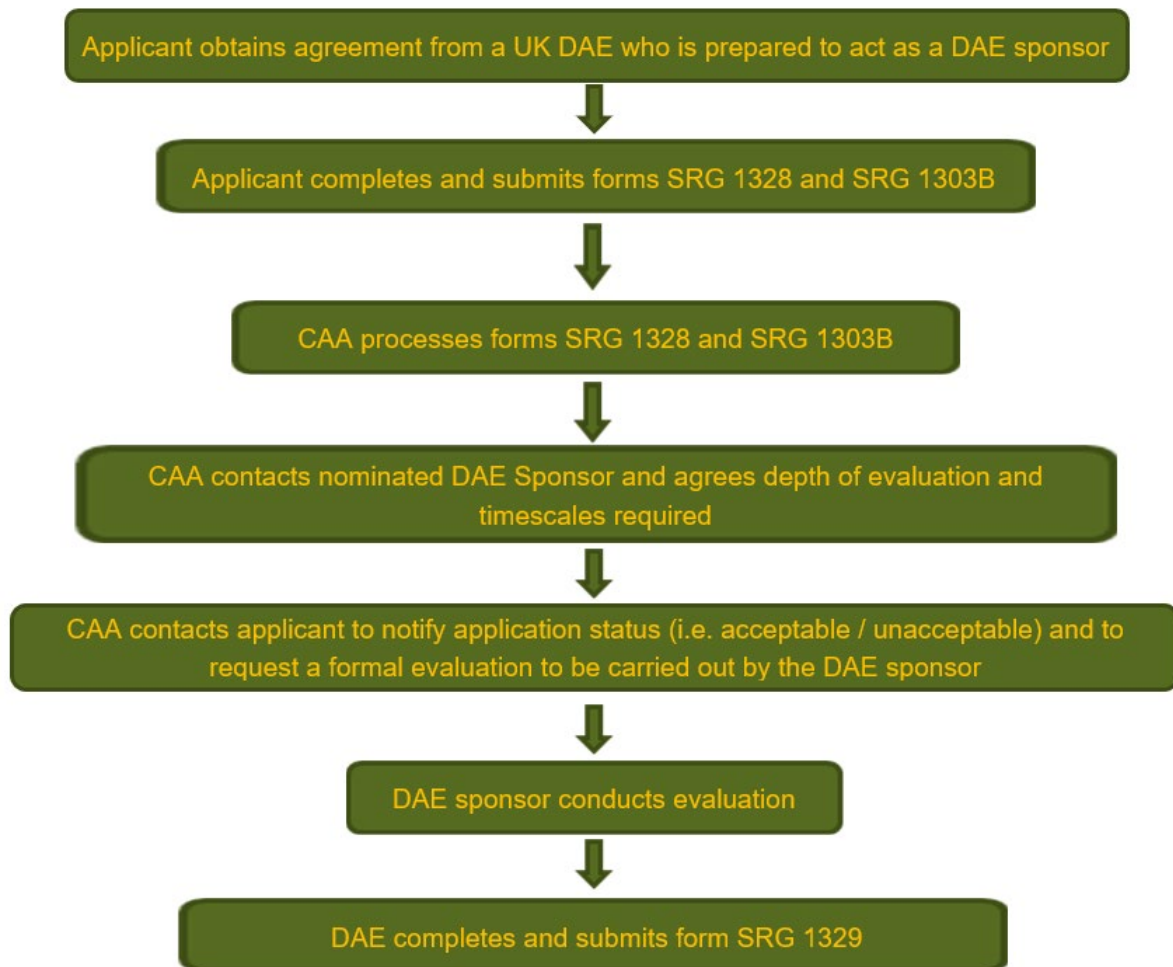 Applicant obtains agreement from a UK DAE who is prepared to act as a DAE sponsor
Applicant completes and submits forms SRG 1328 and SRG 1303B
CAA processes forms SRG 1328 and SRG 1303B
CAA contacts nominated DAE Sponsor and agrees depth of evaluation and
timescales required
CAA contacts applicant to notify application status (i.e. acceptable / unacceptable) and to
request a formal evaluation to be carried out by the DAE sponsor
DAE sponsor conducts evaluation
DAE completes and submits form SRG 1329